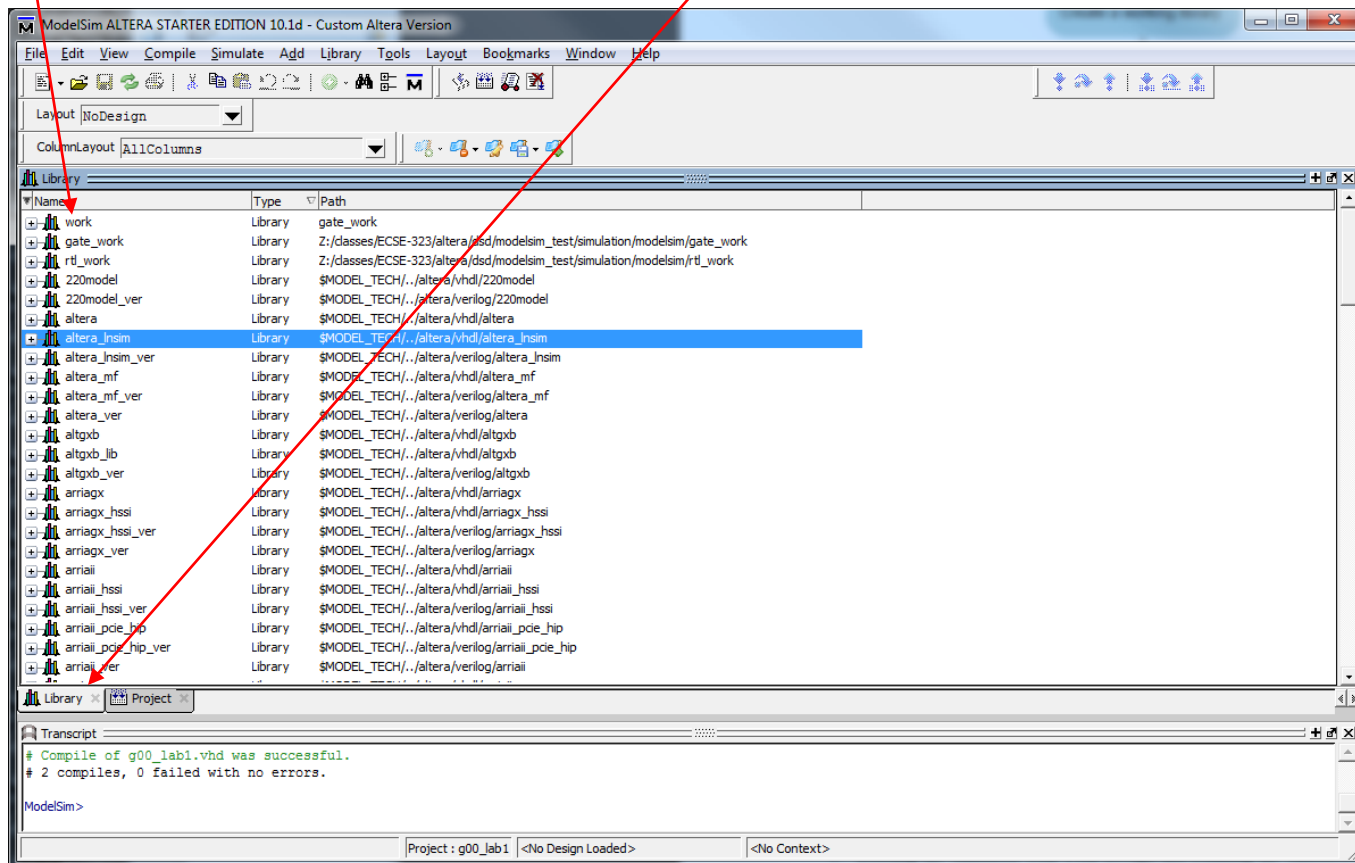 ModelSim ALTERA STARTER EDITION 10.1d - Custom Altera Version
File Edit View Compile Simulate Add Library Tools Layout Bookmarks Window Help
Layout NoDesign
ColumnLayout AllColumns
Library
Name Type Path
work Library gate_work
gate_work Library Z:/classes/ECSE-323/altera/dsd/modelsim_test/simulation/modelsim/gate_work
rtl_work Library Z:/classes/ECSE-323/altera/dsd/modelsim_test/simulation/modelsim/rtl_work
220model Library $MODEL_TECH/../altera/vhdl/220model
220model_ver Library $MODEL_TECH/../altera/verilog/220model
altera Library $MODEL_TECH/../altera/vhdl/altera
altera_lnsim Library $MODEL_TECH/../altera/vhdl/altera_lnsim
altera_lnsim_ver Library $MODEL_TECH/../altera/verilog/altera_lnsim
altera_mf Library $MODEL_TECH/../altera/vhdl/altera_mf
altera_mf_ver Library $MODEL_TECH/../altera/verilog/altera_mf
altera_ver Library $MODEL_TECH/../altera/verilog/altera
altgxb Library $MODEL_TECH/../altera/vhdl/altgxb
altgxb_lib Library $MODEL_TECH/../altera/vhdl/altgxb
altgxb_ver Library $MODEL_TECH/../altera/verilog/altgxb
arriagx Library $MODEL_TECH/../altera/vhdl/arriagx
arriagx_hssi Library $MODEL_TECH/../altera/vhdl/arriagx_hssi
arriagx_hssi_ver Library $MODEL_TECH/../altera/verilog/arriagx_hssi
arriagx_ver Library $MODEL_TECH/../altera/verilog/arriagx
arriaii Library $MODEL_TECH/../altera/vhdl/arriaii
arriaii_hssi Library $MODEL_TECH/../altera/vhdl/arriaii_hssi
arriaii_hssi_ver Library $MODEL_TECH/../altera/verilog/arriaii_hssi
arriaii_pcie_hip Library $MODEL_TECH/../altera/vhdl/arriaii_pcie_hip
arriaii_pcie_hip_ver Library $MODEL_TECH/../altera/verilog/arriaii_pcie_hip
arriaii_ver Library $MODEL_TECH/../altera/verilog/arriaii
Library Project
Transcript
# Compile of g00_lab1.vhd was successful.
# 2 compiles, 0 failed with no errors.
ModelSim>
Project : g00_lab1 <No Design Loaded> <No Context>